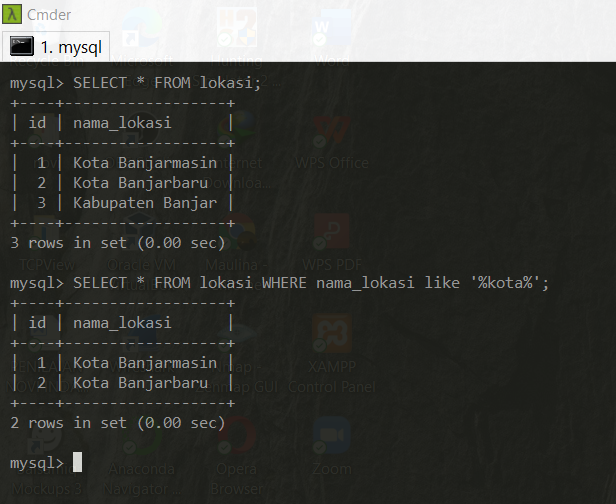 Cmder
1. mysql
mysql> SELECT * FROM lokasi;
+----+-----------------+
| id | nama_lokasi     |
+----+-----------------+
|  1 | Kota Banjarmasin |
|  2 | Kota Banjarbaru  |
|  3 | Kabupaten Banjar |
+----+-----------------+
3 rows in set (0.00 sec)
mysql> SELECT * FROM lokasi WHERE nama_lokasi like '%kota%';
+----+-----------------+
| id | nama_lokasi     |
+----+-----------------+
|  1 | Kota Banjarmasin |
|  2 | Kota Banjarbaru  |
+----+-----------------+
2 rows in set (0.00 sec)
mysql>
Word
WPS Office
TCPView
WPS PDF
XAMPP
Control Panel
Mockups 3
Anaconda
Navigator ...
Opera
Browser
Zoom